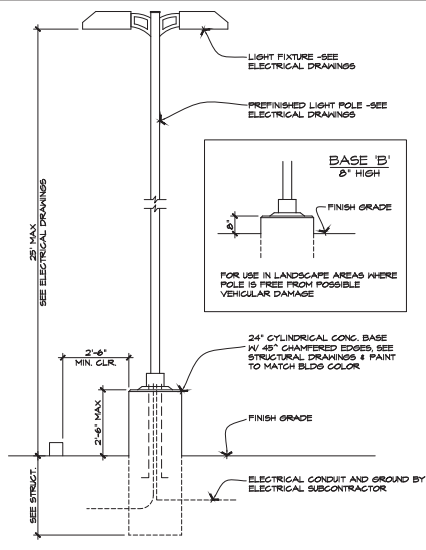 LIGHT FIXTURE -SEE
ELECTRICAL DRAWINGS
PREFINISHED LIGHT POLE -SEE
ELECTRICAL DRAWINGS
BASE 'B'
8" HIGH
FINISH GRADE
8"
FOR USE IN LANDSCAPE AREAS WHERE
POLE IS FREE FROM POSSIBLE
VEHICULAR DAMAGE
25' MAX
SEE ELECTRICAL DRAWINGS
2'-6"
MIN. CLR.
24" CYLINDRICAL CONC. BASE
W/ 45° CHAMFERED EDGES, SEE
STRUCTURAL DRAWINGS & PAINT
TO MATCH BLDG COLOR
2'-6" MAX
FINISH GRADE
SEE STRUCT.
ELECTRICAL CONDUIT AND GROUND BY
ELECTRICAL SUBCONTRACTOR